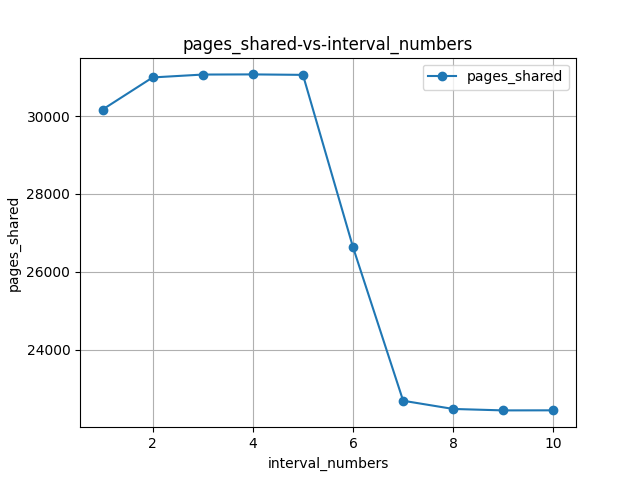 pages_shared-vs-interval_numbers
pages_shared
30000
28000
26000
24000
pages_shared
2
4
6
8
10
interval_numbers